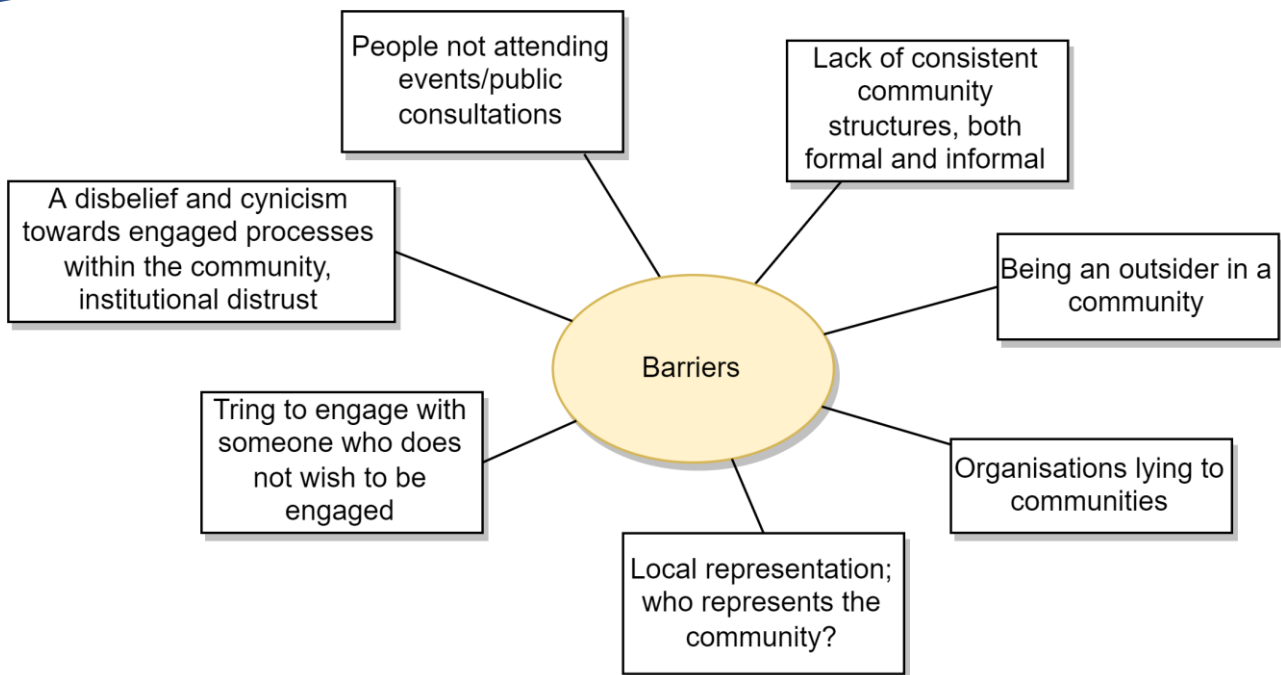 People not attending
events/public
consultations
Lack of consistent
community
structures, both
formal and informal
A disbelief and cynicism
towards engaged processes
within the community,
institutional distrust
Being an outsider in a
community
Barriers
Tring to engage with
someone who does
not wish to be
engaged
Organisations lying to
communities
Local representation;
who represents the
community?